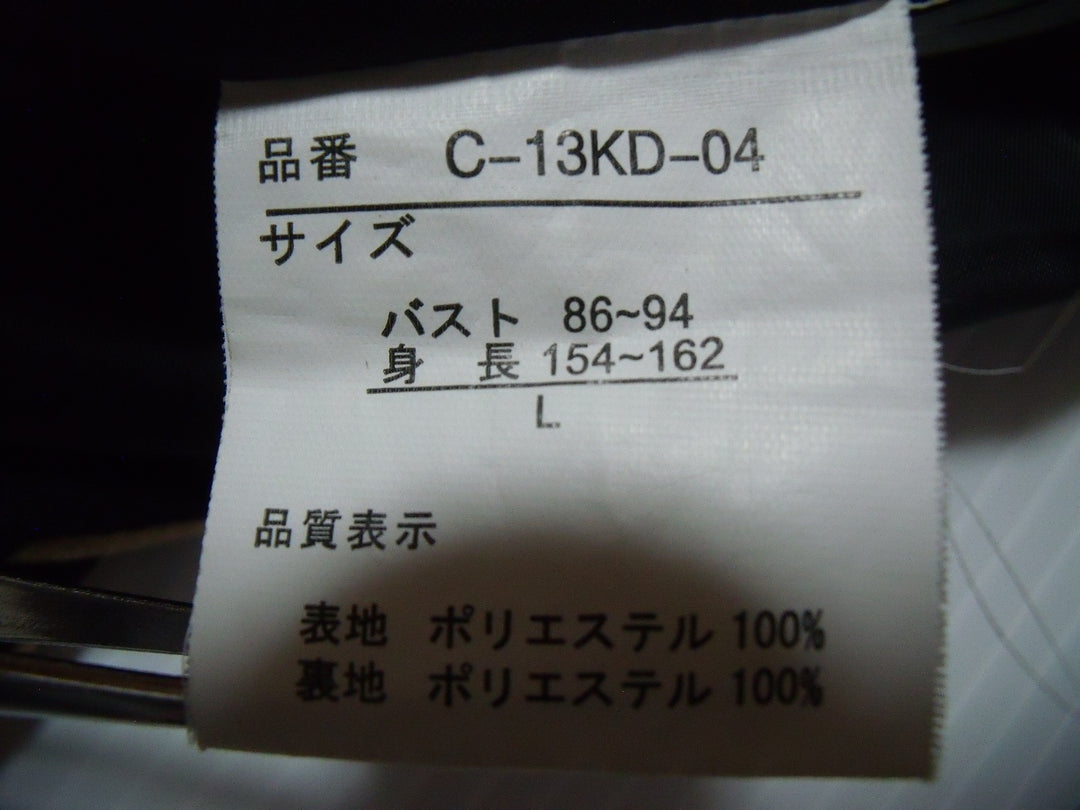 品番 C-13KD-04
サイズ
バスト 86~94
身 長 154~162
L
品質表示
表地 ポリエステル 100%
裏地 ポリエステル 100%